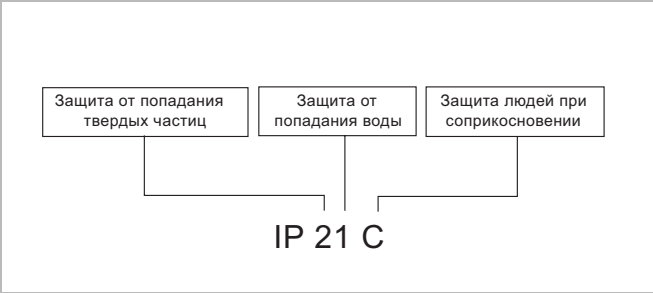 Защита от попадания
твердых частиц
Защита от
попадания воды
Защита людей при
соприкосновении
IP 21 C